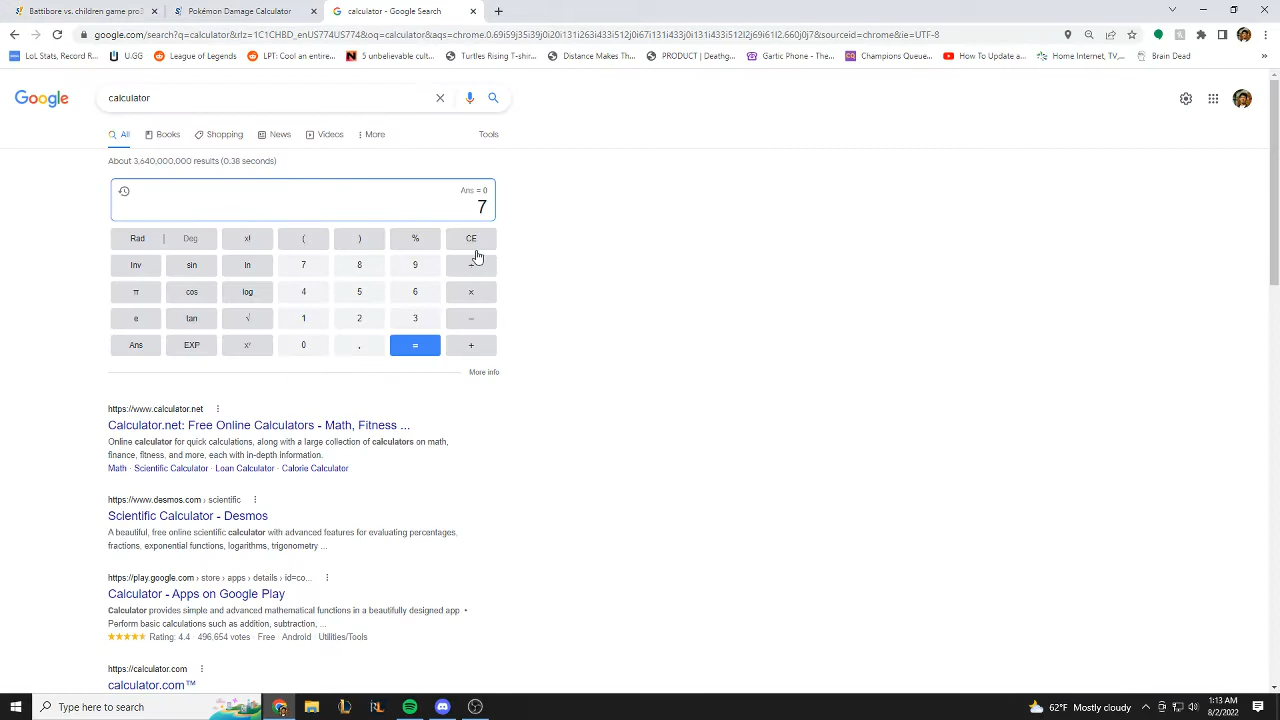 Battibore vs. children game pro3
Pokémon Damage Calculator
calculator - Google Search
google.com/search?q=calculator&rlz=1C1CHBD_enUS774US774&oq=calculator&aqs=chrome.0.69i59j35i39j0i20i131i263i433i512j0i67i131i433j0i131i433i512l2j69i61l2.660j0j7&sourceid=chrome&ie=UTF-8
LoL Stats, Record R...
U.GG
League of Legends
LPT: Cool an entire...
5 unbelievable cult...
Turtles Rising T-shir...
Distance Makes Th...
PRODUCT | Deathg...
Gartic Phone - The...
Champions Queue...
How To Update a...
Home Internet, TV,...
Brain Dead
Google
calculator
All
Books
Shopping
News
Videos
More
Tools
About 3,640,000,000 results (0.38 seconds)
Ans = 0
7
Rad | Deg x! ( ) % CE
Inv sin ln 7 8 9 ÷
π cos log 4 5 6 ×
e tan √ 1 2 3 −
Ans EXP xʸ 0 . = +
More info
https://www.calculator.net
Calculator.net: Free Online Calculators - Math, Fitness ...
Online calculator for quick calculations, along with a large collection of calculators on math,
finance, fitness, and more, each with in-depth information.
Math · Scientific Calculator · Loan Calculator · Calorie Calculator
https://www.desmos.com › scientific
Scientific Calculator - Desmos
A beautiful, free online scientific calculator with advanced features for evaluating percentages,
fractions, exponential functions, logarithms, trigonometry ...
https://play.google.com › store › apps › details › id=co...
Calculator - Apps on Google Play
Calculator provides simple and advanced mathematical functions in a beautifully designed app •
Perform basic calculations such as addition, subtraction, ...
Rating: 4.4 · 496,654 votes · Free · Android · Utilities/Tools
https://calculator.com
calculator.com™
Type here to search
62°F Mostly cloudy
1:13 AM
8/2/2022